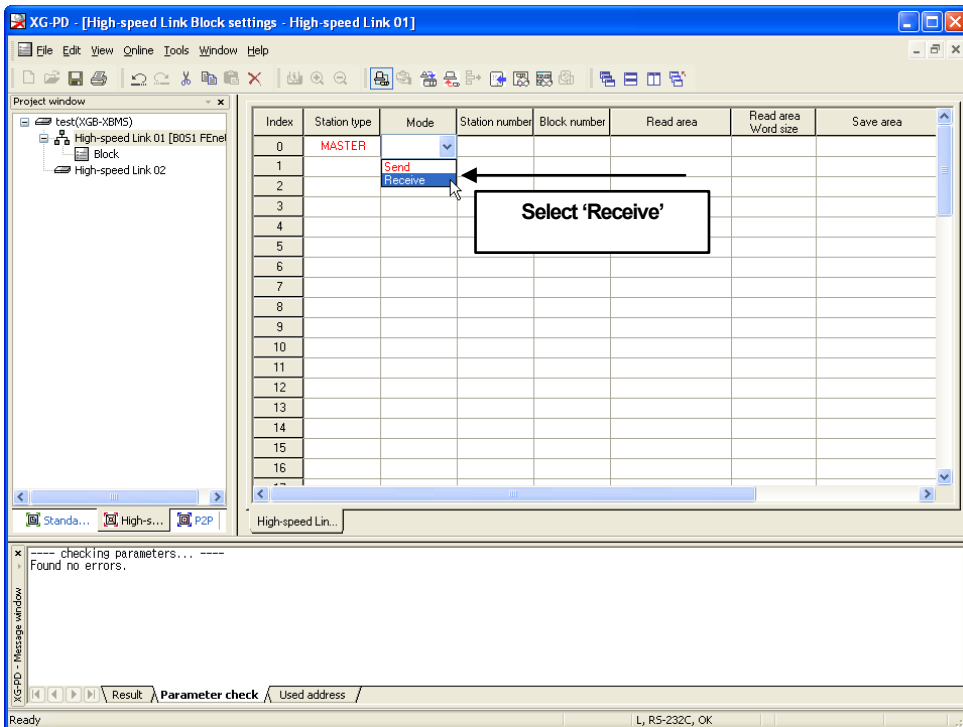 XG-PD - [High-speed Link Block settings - High-speed Link 01]
File Edit View Online Tools Window Help
Project window
test(XGB-XBMS)
High-speed Link 01 [B0S1 FEnet
Block
High-speed Link 02
Standa... High-s... P2P
Index Station type Mode Station number Block number Read area Read area Word size Save area
0 MASTER
1 Send
Receive
2
3
Select ‘Receive’
4
5
6
7
8
9
10
11
12
13
14
15
16
17
High-speed Lin...
XG-PD - Message window
---- checking parameters... ----
Found no errors.
Result Parameter check Used address
Ready L, RS-232C, OK